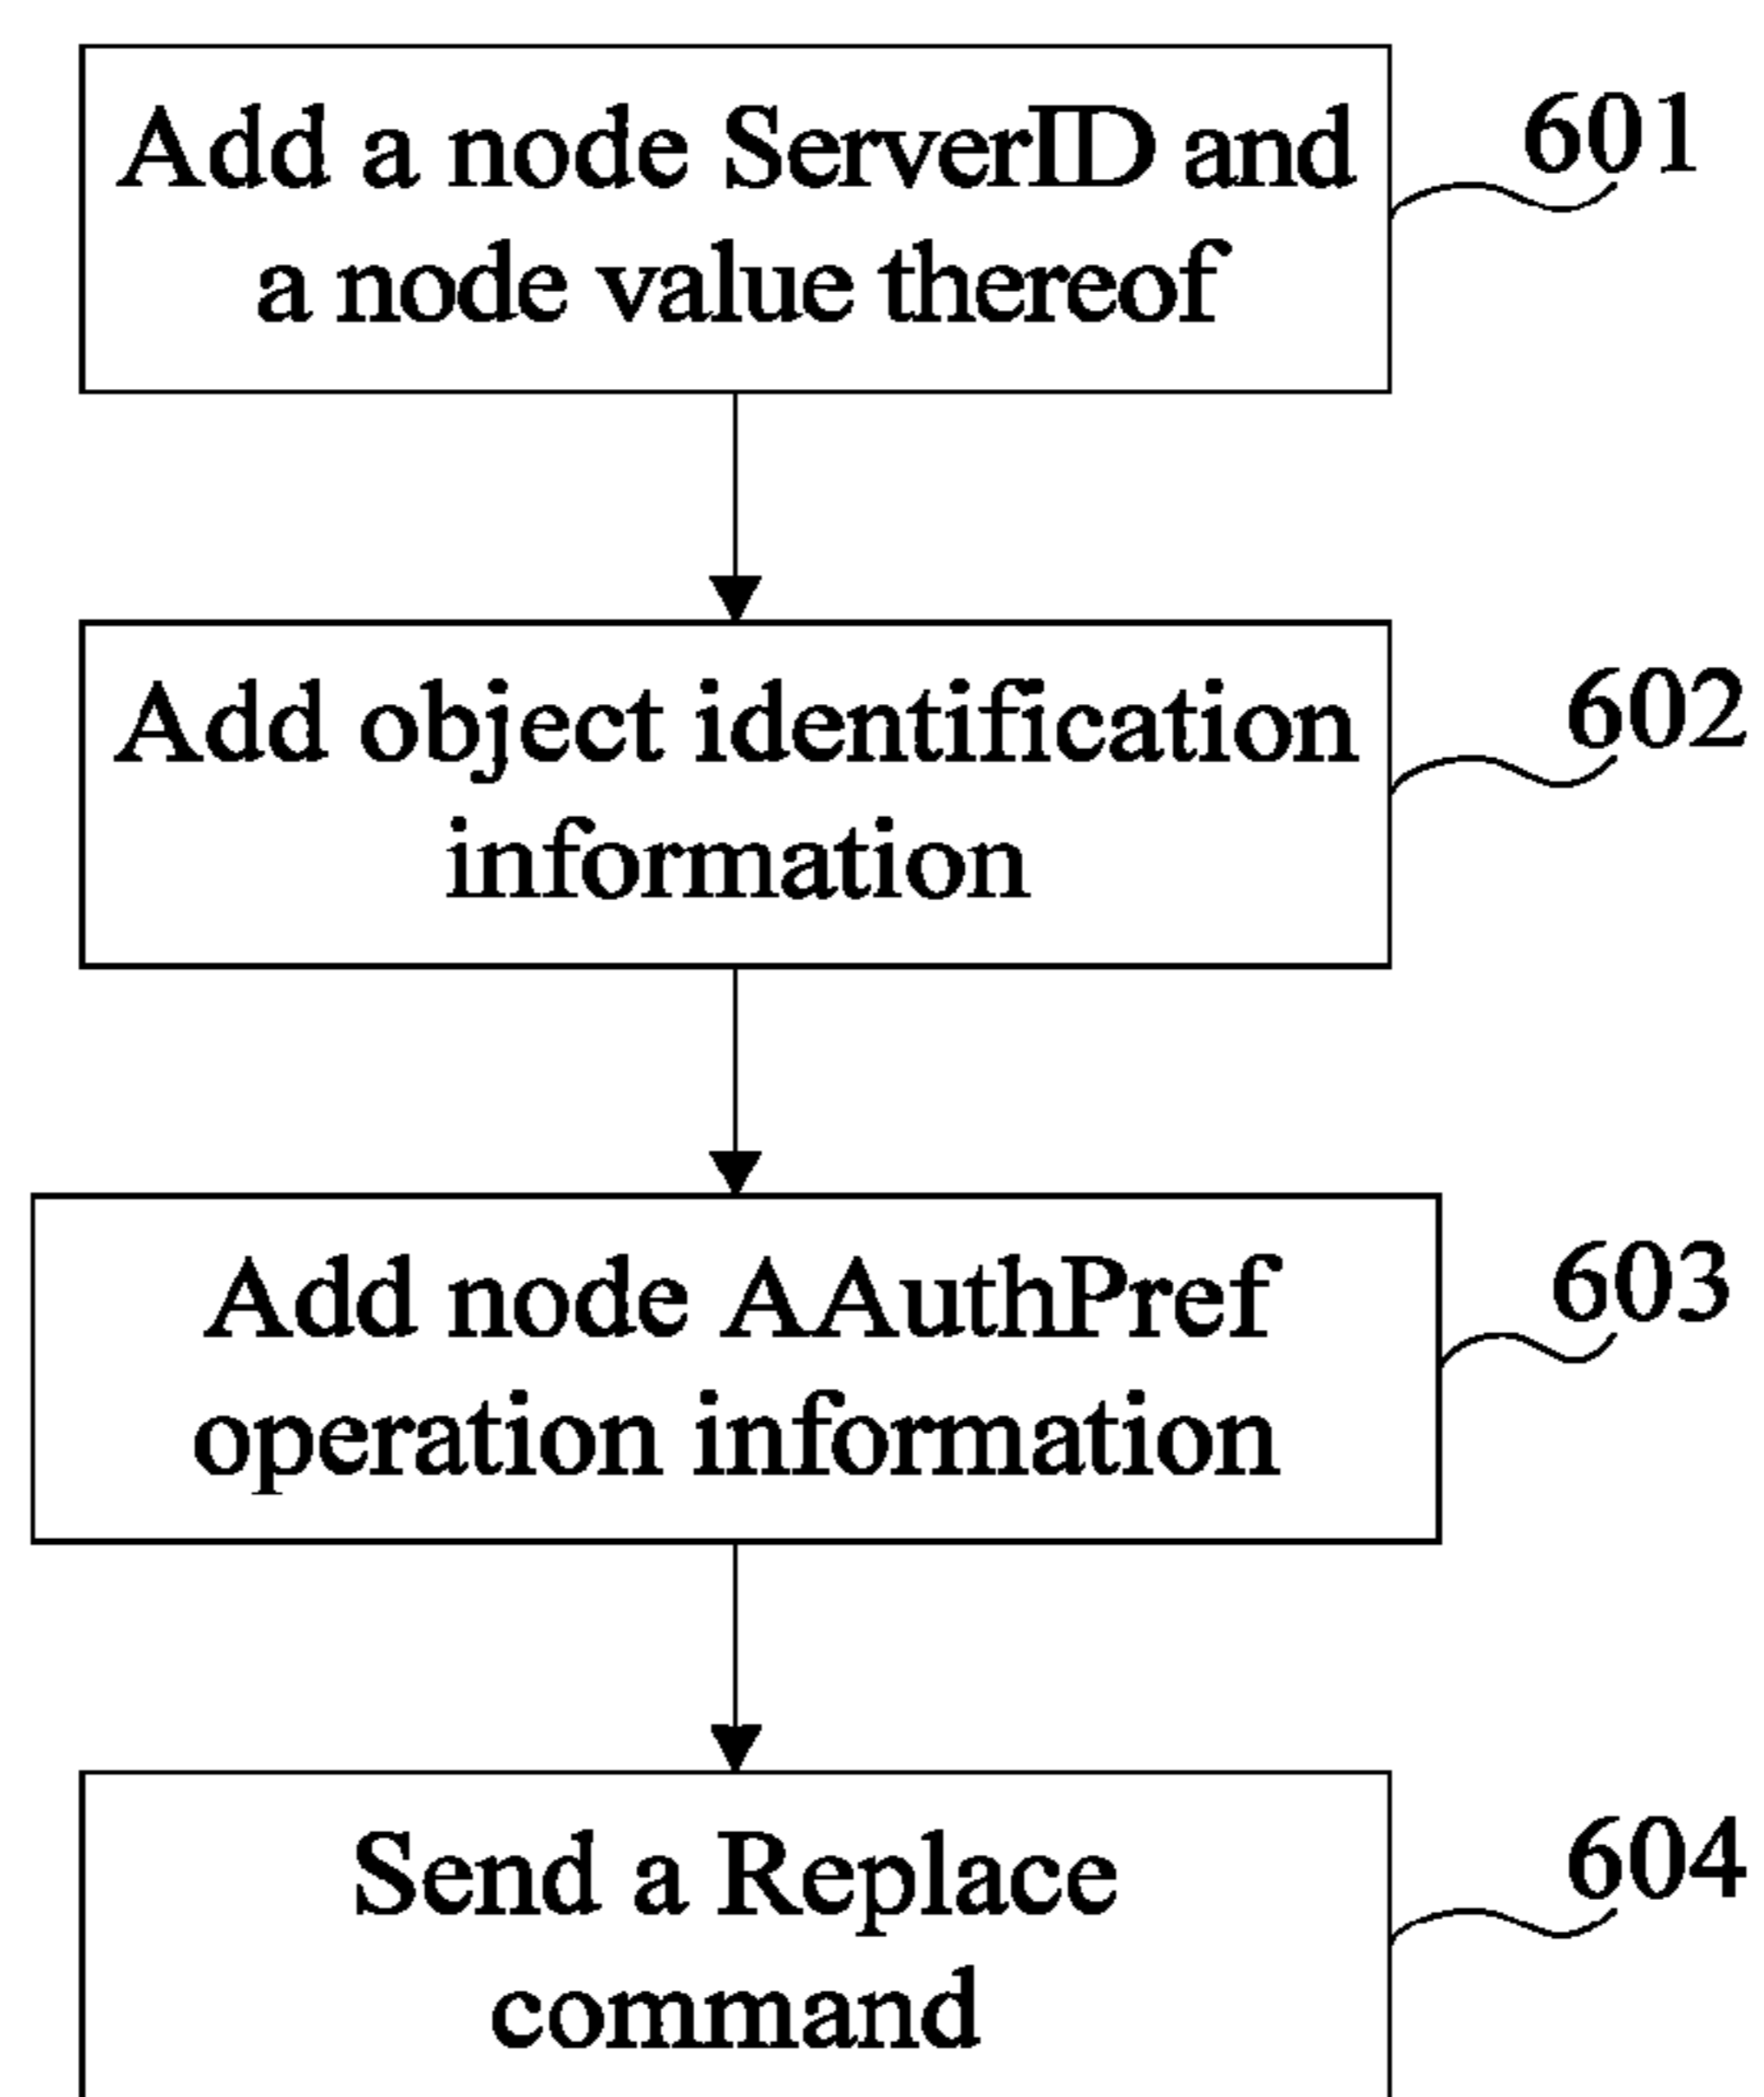 Add a node ServerID and
a node value thereof
601
Add object identification
information
602
Add node AAuthPref
operation information
603
Send a Replace
command
604